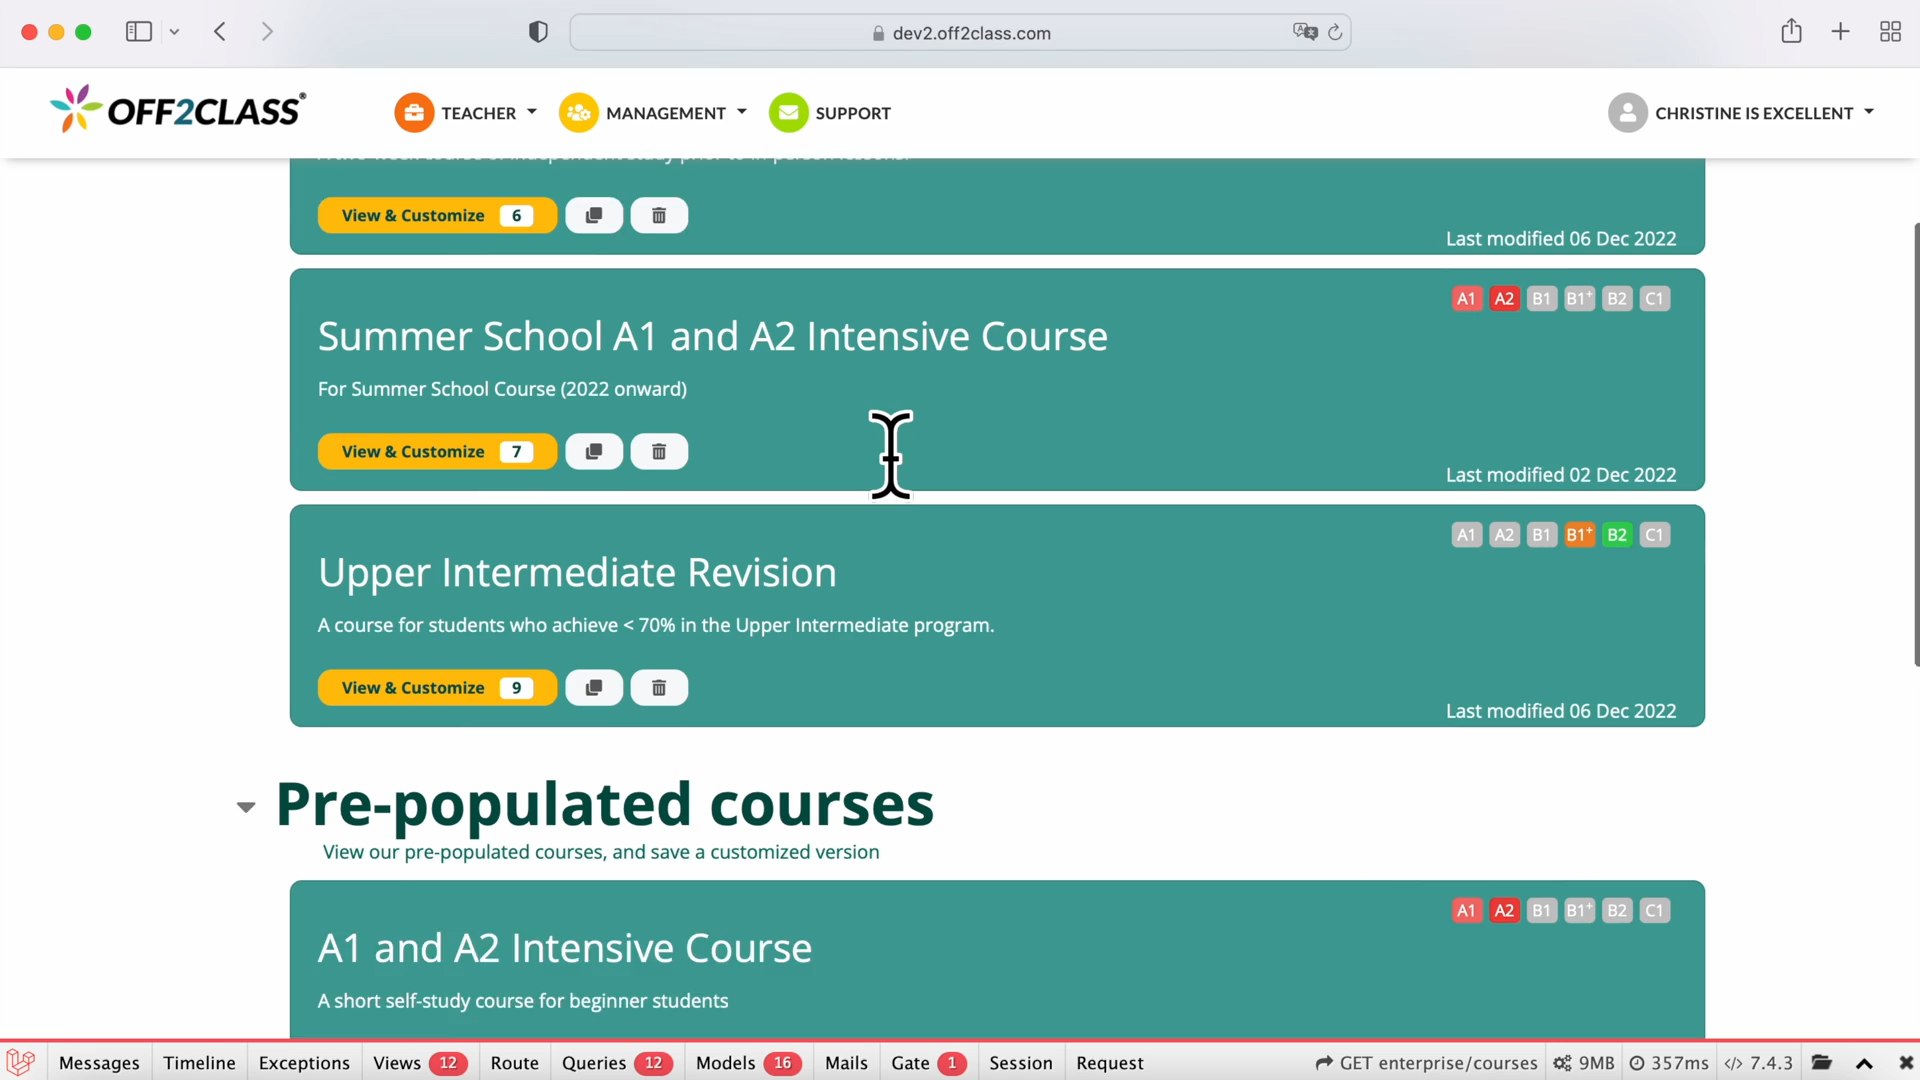 dev2.off2class.com
OFF2CLASS®
TEACHER
MANAGEMENT
SUPPORT
CHRISTINE IS EXCELLENT
View & Customize 6
Last modified 06 Dec 2022
A1 A2 B1 B1+ B2 C1
Summer School A1 and A2 Intensive Course
For Summer School Course (2022 onward)
View & Customize 7
Last modified 02 Dec 2022
A1 A2 B1 B1+ B2 C1
Upper Intermediate Revision
A course for students who achieve < 70% in the Upper Intermediate program.
View & Customize 9
Last modified 06 Dec 2022
Pre-populated courses
View our pre-populated courses, and save a customized version
A1 A2 B1 B1+ B2 C1
A1 and A2 Intensive Course
A short self-study course for beginner students
Messages Timeline Exceptions Views 12 Route Queries 12 Models 16 Mails Gate 1 Session Request GET enterprise/courses 9MB 357ms 7.4.3